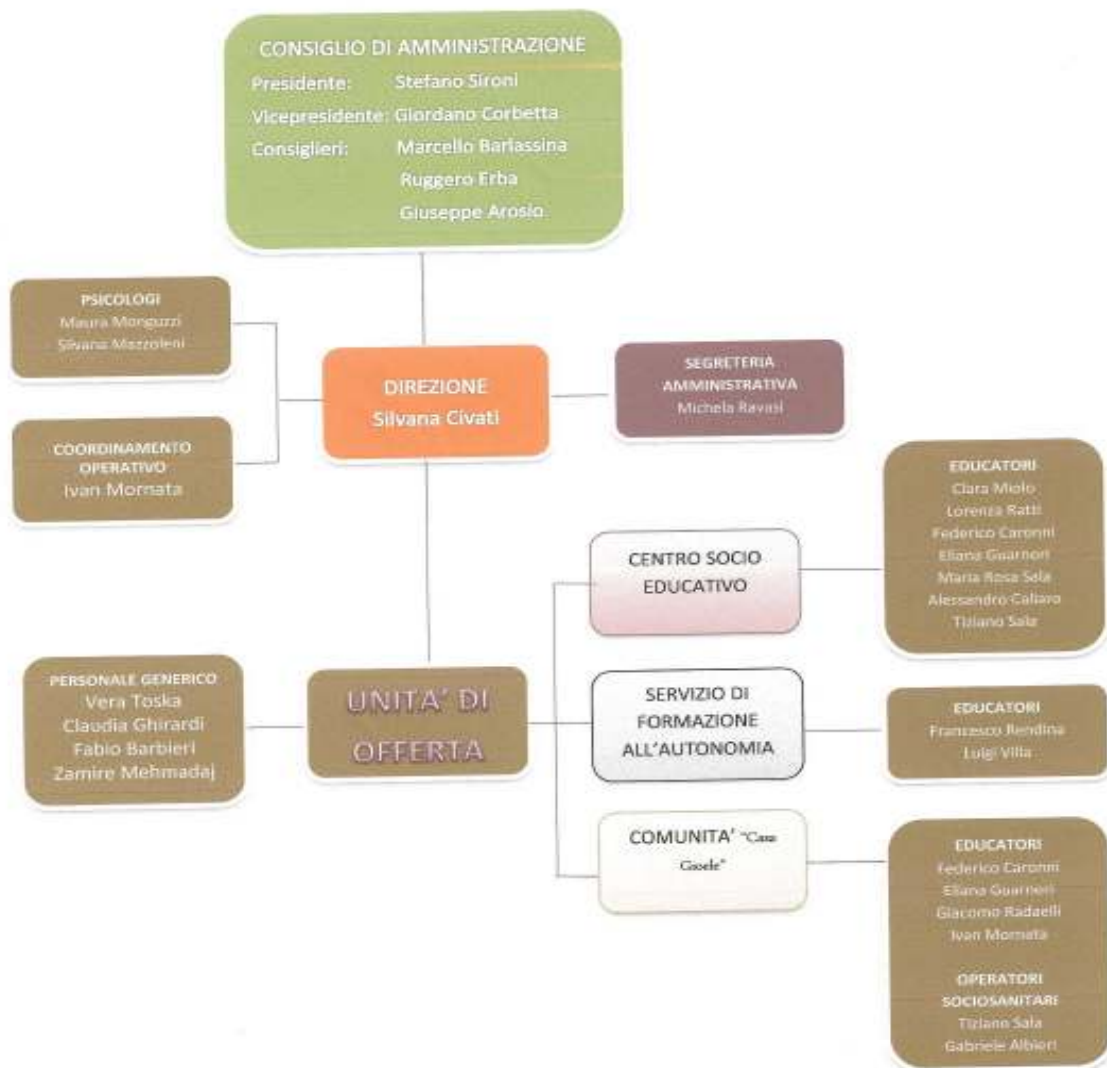 CONSIGLIO DI AMMINISTRAZIONE
Presidente: Stefano Sironi
Vicepresidente: Giordano Corbetta
Consiglieri: Marcello Barlassina
Ruggero Erba
Giuseppe Arosio
PSICOLOGI
Maura Monguzzi
Silvana Mazzoleni
DIREZIONE
Silvana Civati
SEGRETERIA
AMMINISTRATIVA
Michela Ravasi
COORDINAMENTO
OPERATIVO
Ivan Mornata
EDUCATORI
Clara Miolo
Lorenza Ratti
Federico Caronni
Eliana Guarnori
Maria Rosa Sala
Alessandro Callaro
Tiziano Sala
CENTRO SOCIO
EDUCATIVO
PERSONALE GENERICO
Vera Toska
Claudia Ghirardi
Fabio Barbieri
Zamire Mehmadaj
UNITA' DI
OFFERTA
SERVIZIO DI
FORMAZIONE
ALL'AUTONOMIA
EDUCATORI
Francesco Rendina
Luigi Villa
COMUNITA' "Casa
Gioele"
EDUCATORI
Federico Caronni
Eliana Guarnori
Giacomo Radaelli
Ivan Mornata
OPERATORI
SOCIOSANITARI
Tiziano Sala
Gabriele Albieri